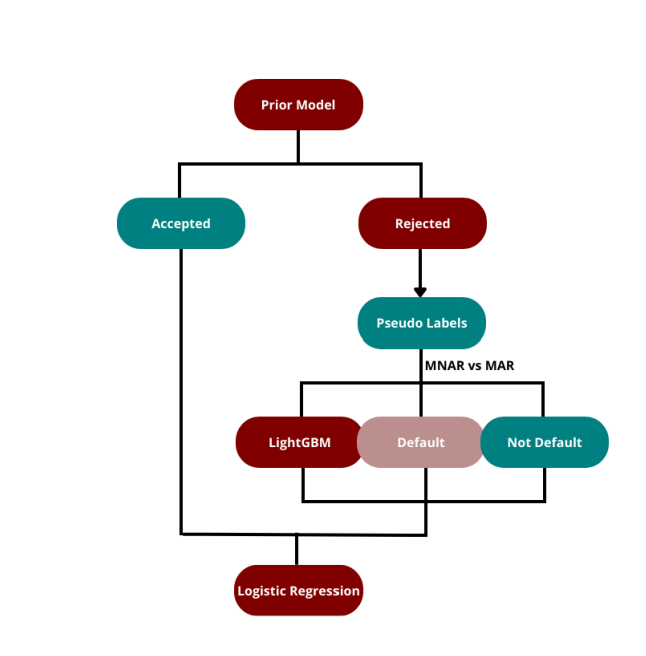 Prior Model
Accepted
Rejected
Pseudo Labels
MNAR vs MAR
LightGBM
Default
Not Default
Logistic Regression